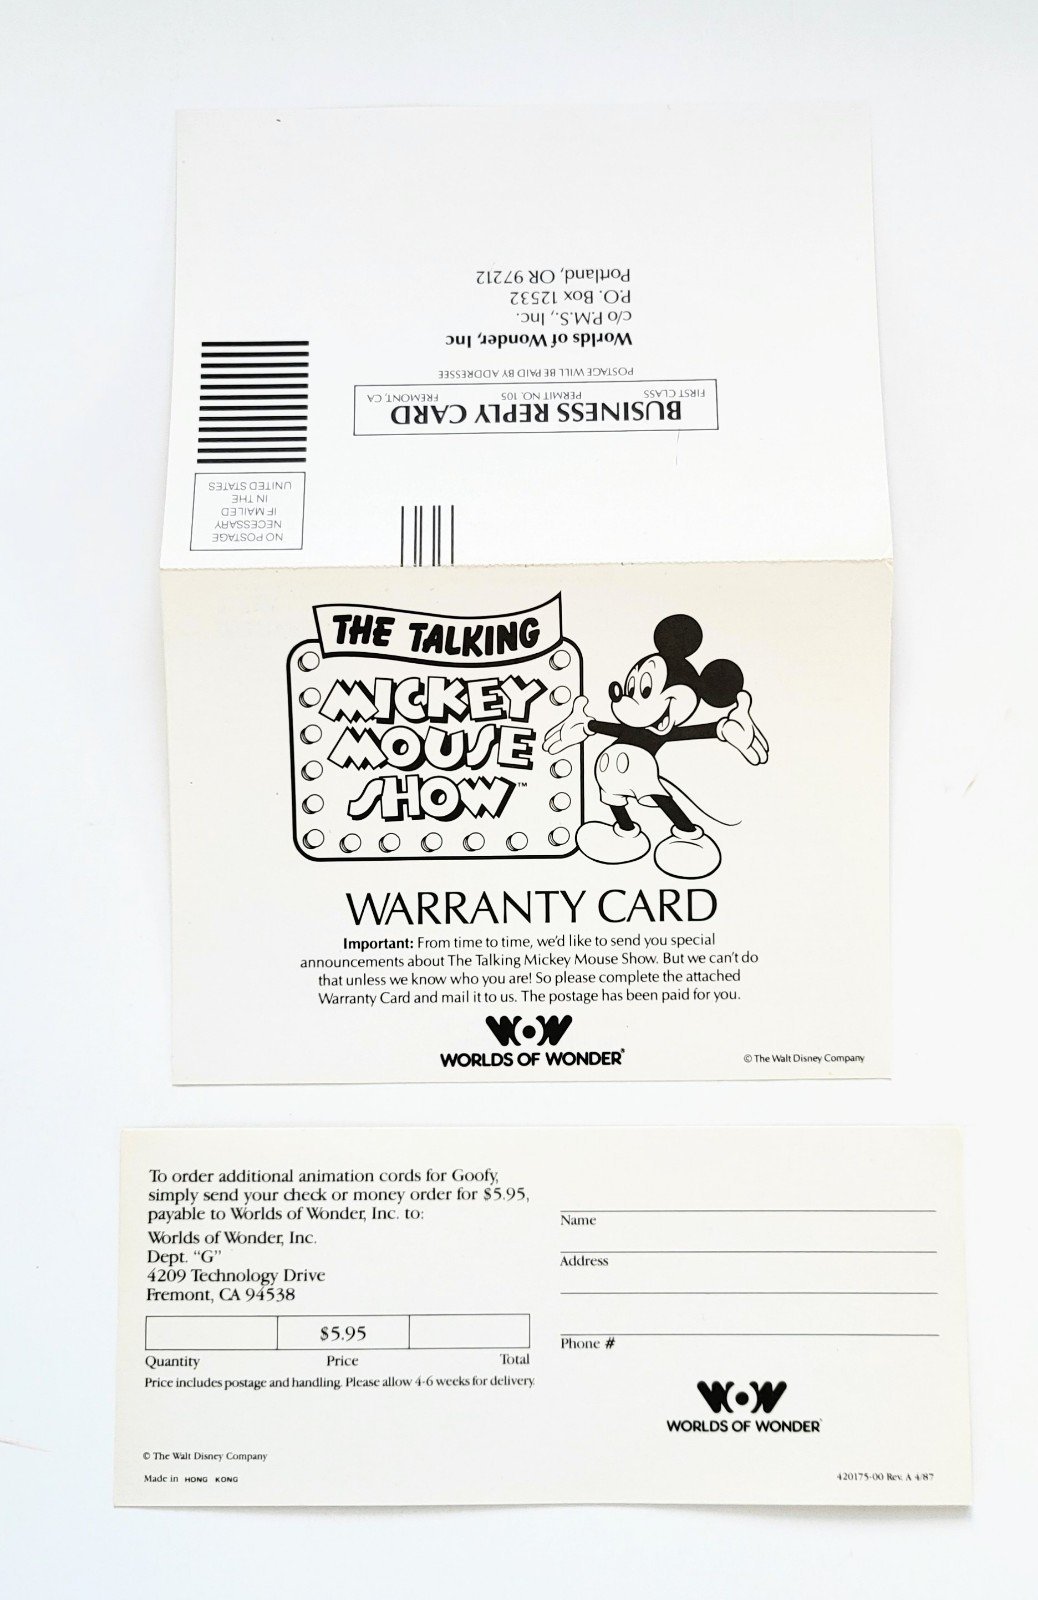 Worlds of Wonder, Inc
c/o P.M.S., Inc.
P.O. Box 12532
Portland, OR 97212
POSTAGE WILL BE PAID BY ADDRESSEE
BUSINESS REPLY CARD
FIRST CLASS PERMIT NO. 105 FREMONT, CA
NO POSTAGE
NECESSARY
IF MAILED
IN THE
UNITED STATES
THE TALKING
MICKEY
MOUSE
SHOW™
WARRANTY CARD
Important: From time to time, we'd like to send you special
announcements about The Talking Mickey Mouse Show. But we can't do
that unless we know who you are! So please complete the attached
Warranty Card and mail it to us. The postage has been paid for you.
WOW
WORLDS OF WONDER®
© The Walt Disney Company
To order additional animation cords for Goofy,
simply send your check or money order for $5.95,
payable to Worlds of Wonder, Inc. to:
Worlds of Wonder, Inc.
Dept. “G”
4209 Technology Drive
Fremont, CA 94538
$5.95
Quantity Price Total
Price includes postage and handling. Please allow 4-6 weeks for delivery.
© The Walt Disney Company
Made in HONG KONG
Name
Address
Phone #
WOW
WORLDS OF WONDER
420175-00 Rev. A 4/87